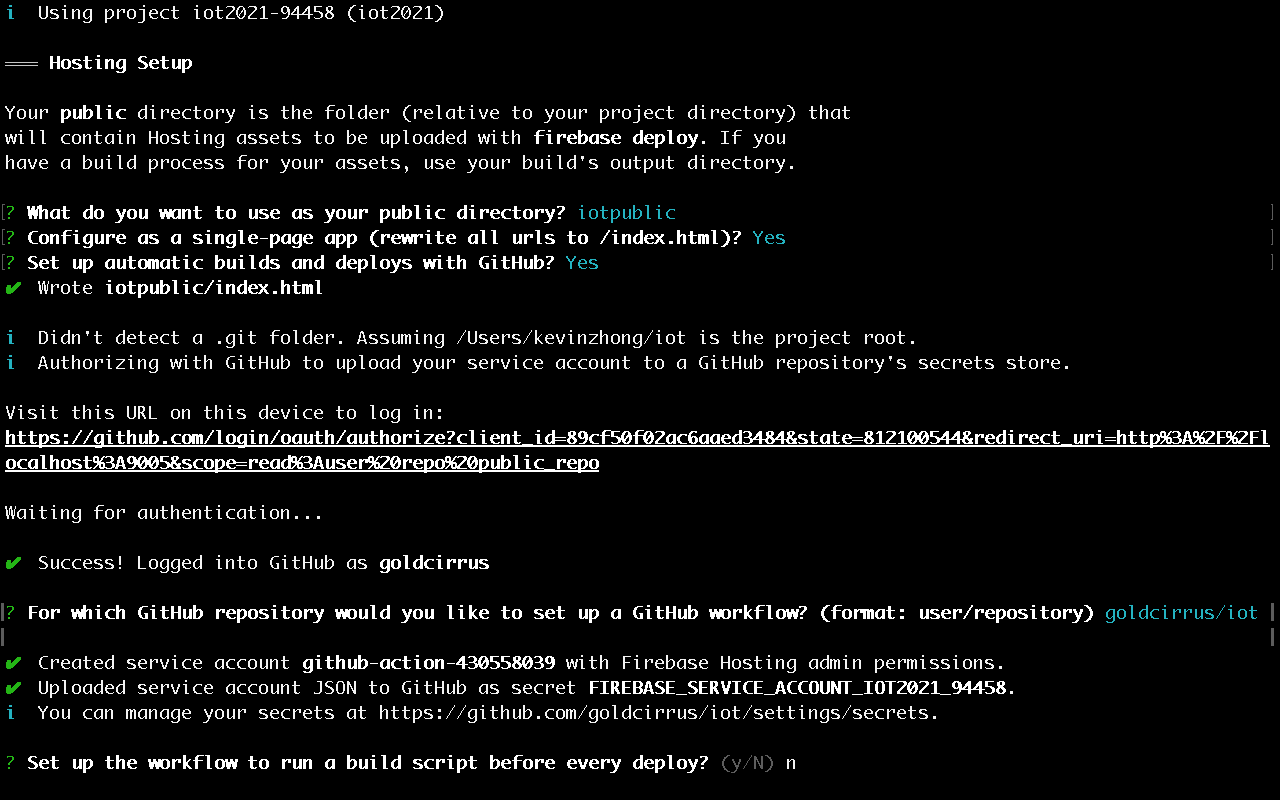 i  Using project iot2021-94458 (iot2021)
=== Hosting Setup
Your public directory is the folder (relative to your project directory) that
will contain Hosting assets to be uploaded with firebase deploy. If you
have a build process for your assets, use your build's output directory.
? What do you want to use as your public directory? iotpublic
? Configure as a single-page app (rewrite all urls to /index.html)? Yes
? Set up automatic builds and deploys with GitHub? Yes
✔  Wrote iotpublic/index.html
i  Didn't detect a .git folder. Assuming /Users/kevinzhong/iot is the project root.
i  Authorizing with GitHub to upload your service account to a GitHub repository's secrets store.
Visit this URL on this device to log in:
https://github.com/login/oauth/authorize?client_id=89cf50f02ac6aaed3484&state=812100544&redirect_uri=http%3A%2F%2Fl
ocalhost%3A9005&scope=read%3Auser%20repo%20public_repo
Waiting for authentication...
✔  Success! Logged into GitHub as goldcirrus
? For which GitHub repository would you like to set up a GitHub workflow? (format: user/repository) goldcirrus/iot
✔  Created service account github-action-430558039 with Firebase Hosting admin permissions.
✔  Uploaded service account JSON to GitHub as secret FIREBASE_SERVICE_ACCOUNT_IOT2021_94458.
i  You can manage your secrets at https://github.com/goldcirrus/iot/settings/secrets.
? Set up the workflow to run a build script before every deploy? (y/N) n